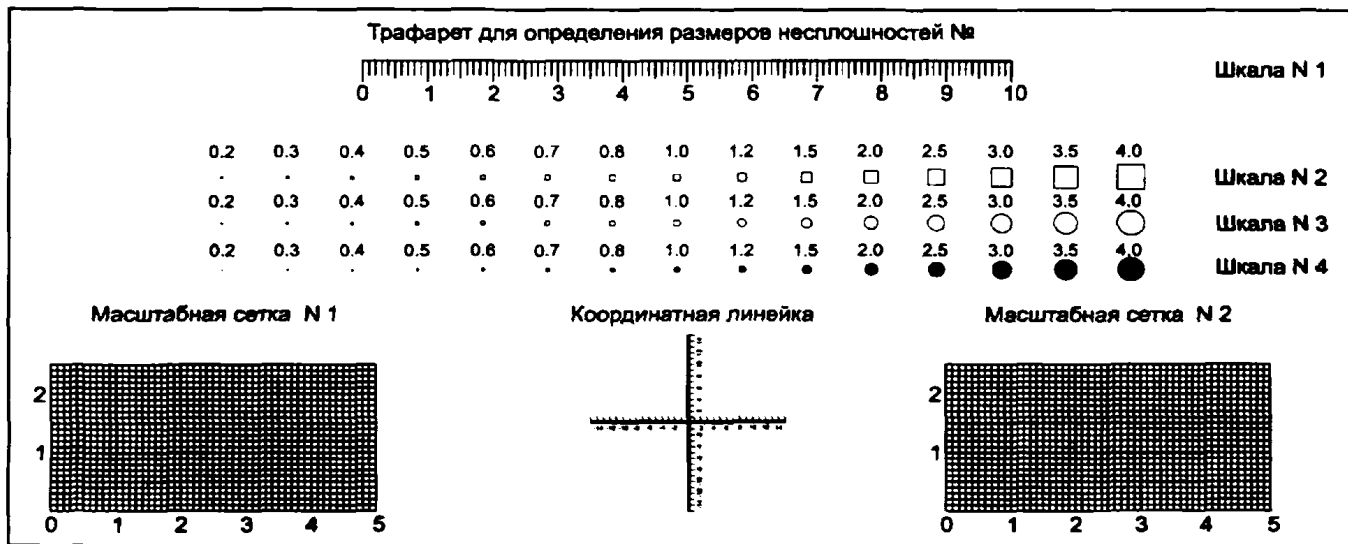 Трафарет для определения размеров несплошностей №
0 1 2 3 4 5 6 7 8 9 10 Шкала N 1
0.2 0.3 0.4 0.5 0.6 0.7 0.8 1.0 1.2 1.5 2.0 2.5 3.0 3.5 4.0
Шкала N 2
0.2 0.3 0.4 0.5 0.6 0.7 0.8 1.0 1.2 1.5 2.0 2.5 3.0 3.5 4.0
Шкала N 3
0.2 0.3 0.4 0.5 0.6 0.7 0.8 1.0 1.2 1.5 2.0 2.5 3.0 3.5 4.0
Шкала N 4
Масштабная сетка N 1
2
1
0 1 2 3 4 5
Координатная линейка
Масштабная сетка N 2
2
1
0 1 2 3 4 5